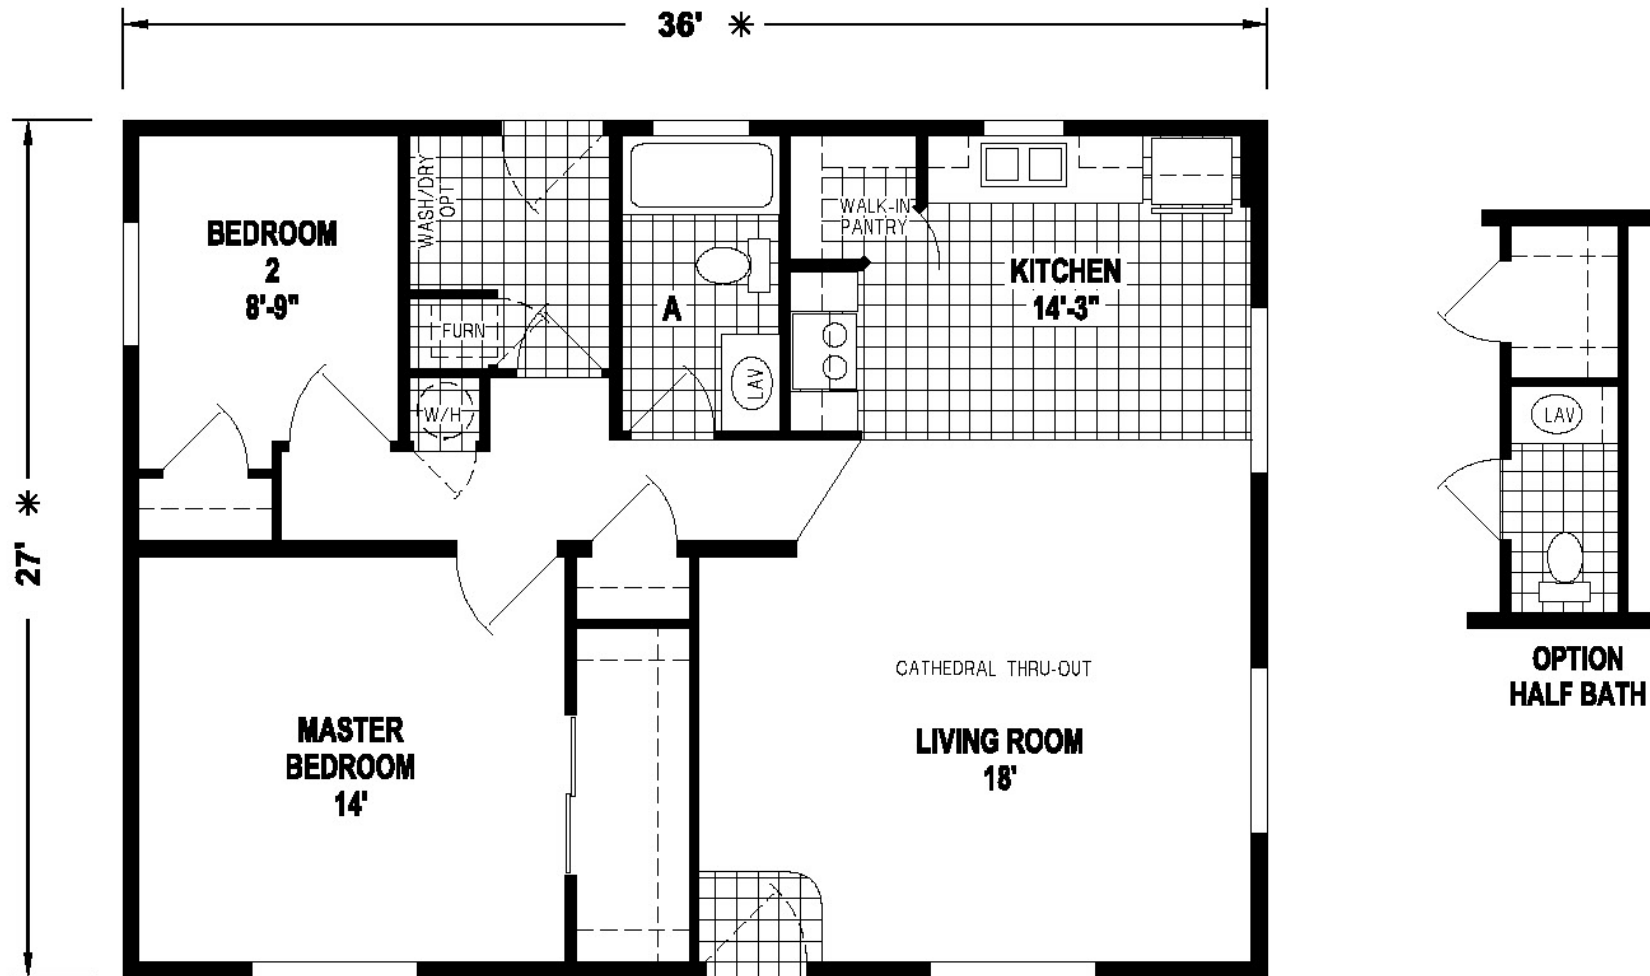 36' *
27' *
BEDROOM
2
8'-9"
WASH/DRY
OPT
FURN
W/H
A
LAV
WALK-IN
PANTRY
KITCHEN
14'-3"
MASTER
BEDROOM
14'
CATHEDRAL THRU-OUT
LIVING ROOM
18'
LAV
OPTION
HALF BATH